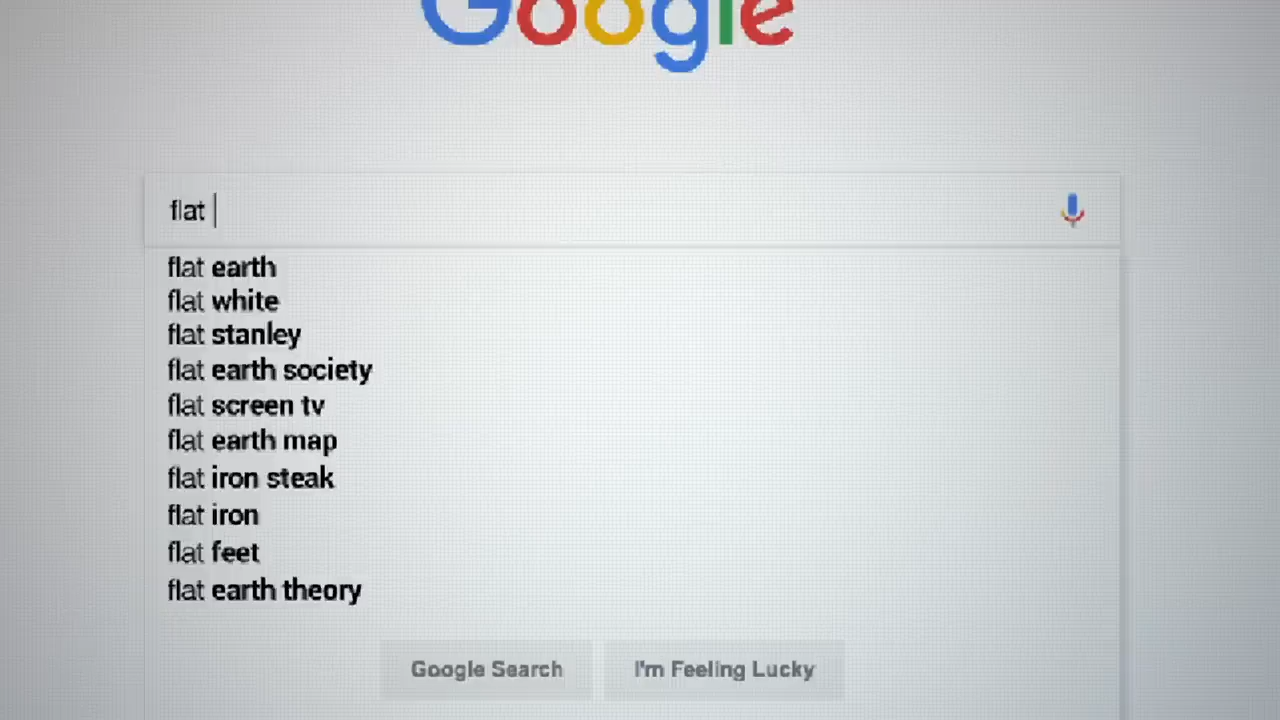 Google
flat
flat earth
flat white
flat stanley
flat earth society
flat screen tv
flat earth map
flat iron steak
flat iron
flat feet
flat earth theory
Google Search
I'm Feeling Lucky